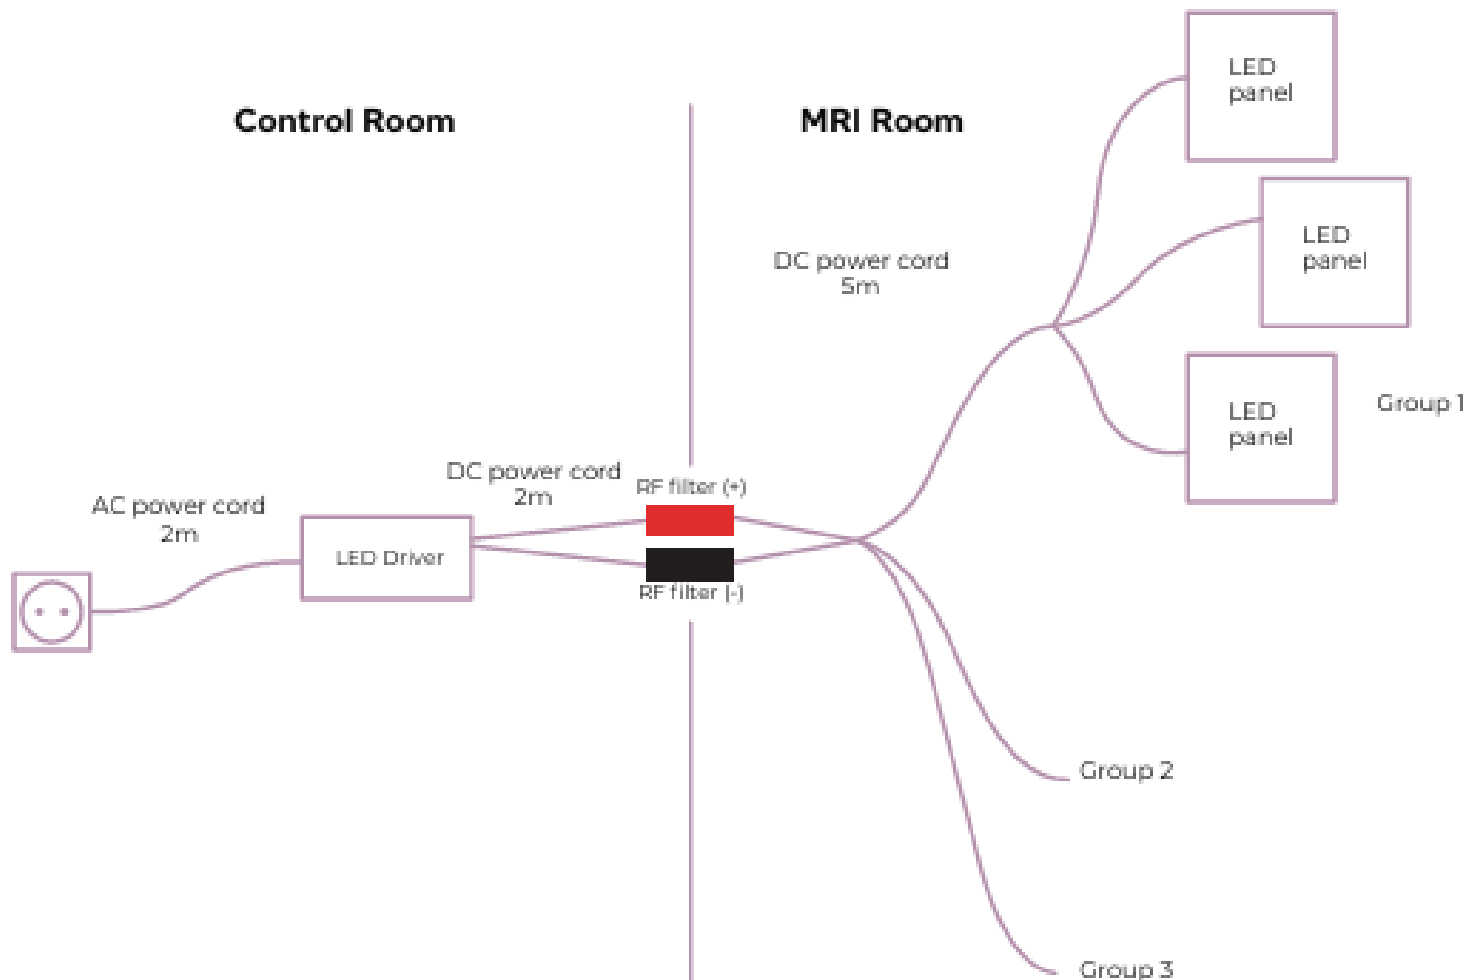 Control Room
MRI Room
LED
panel
LED
panel
DC power cord
5m
LED
panel
Group 1
DC power cord
2m
RF filter (+)
AC power cord
2m
LED Driver
RF filter (-)
Group 2
Group 3